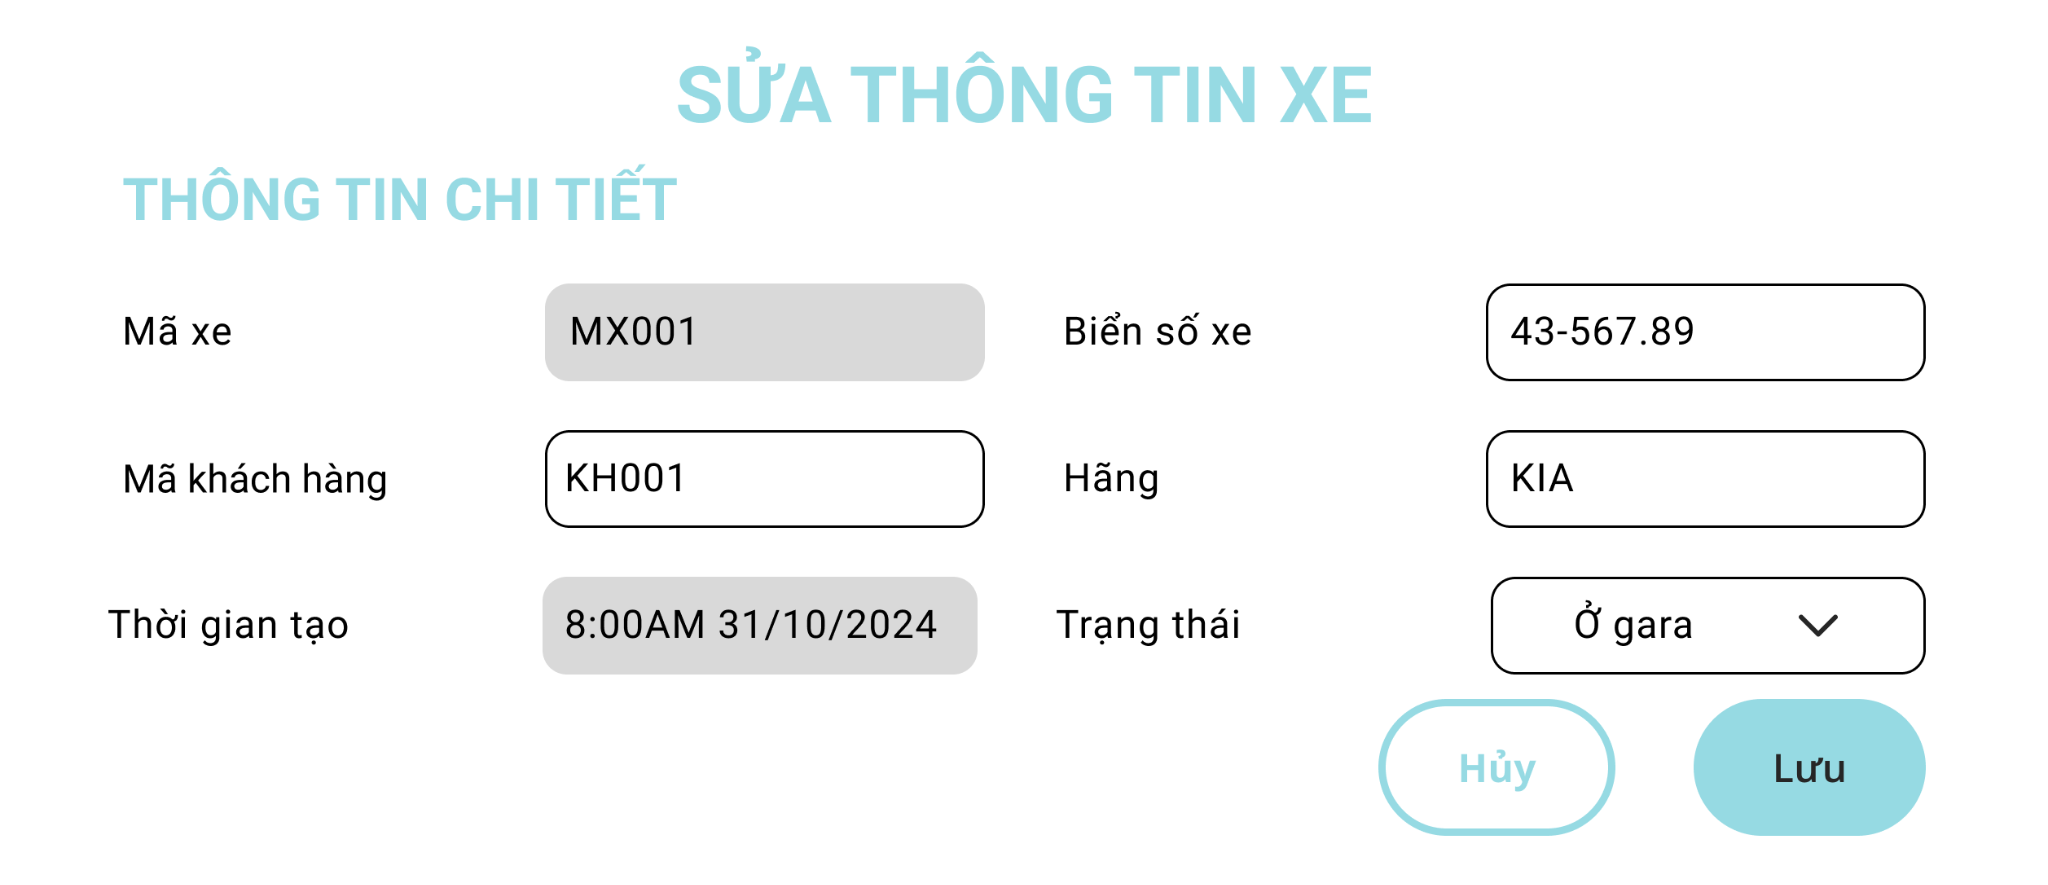 SỬA THÔNG TIN XE
THÔNG TIN CHI TIẾT
Mã xe MX001 Biển số xe 43-567.89
Mã khách hàng KH001 Hãng KIA
Thời gian tạo 8:00AM 31/10/2024 Trạng thái Ở gara
Hủy Lưu